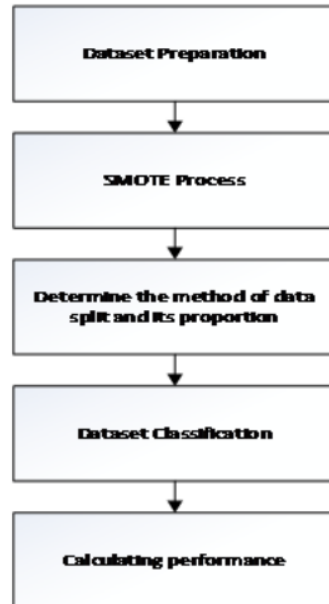 Dataset Preparation
SMOTE Process
Determine the method of data
split and its proportion
Dataset Classification
Calculating performance